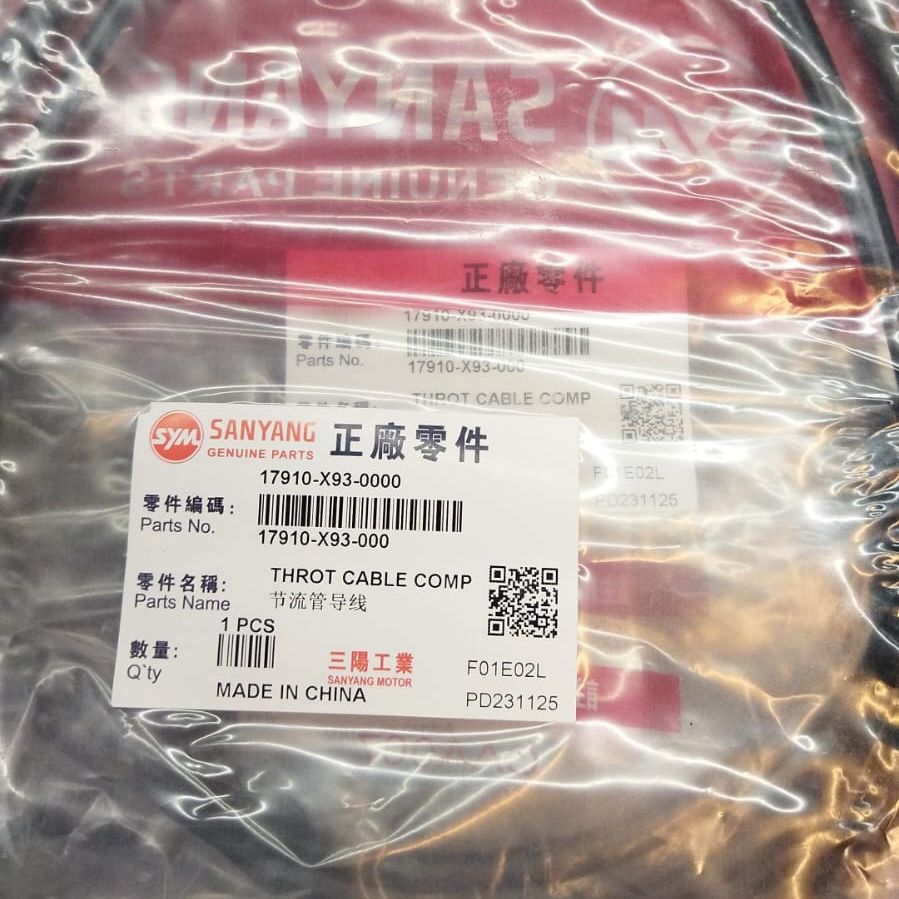 SANYANG
GENUINE PARTS
正廠零件
17910-X93-0000
零件編碼:
Parts No.
17910-X93-000
THROT CABLE COMP
F01E02L
PD231125
SYM
SANYANG
GENUINE PARTS
正廠零件
17910-X93-0000
零件編碼:
Parts No.
17910-X93-000
零件名稱:
Parts Name
THROT CABLE COMP
节流管导线
數量:
Q`ty
1 PCS
三陽工業
SANYANG MOTOR
MADE IN CHINA
F01E02L
PD231125